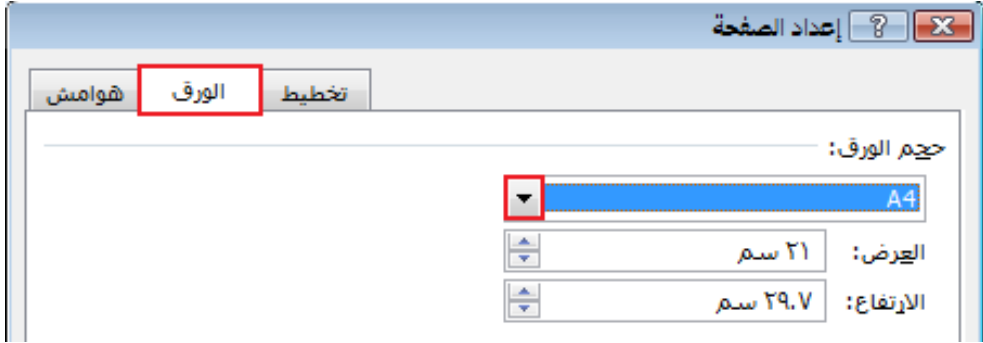 إعداد الصفحة ?
هوامش الورق تخطيط
حجم الورق:
A4
العرض: ٢١ سم
الارتفاع: ٢٩.٧ سم